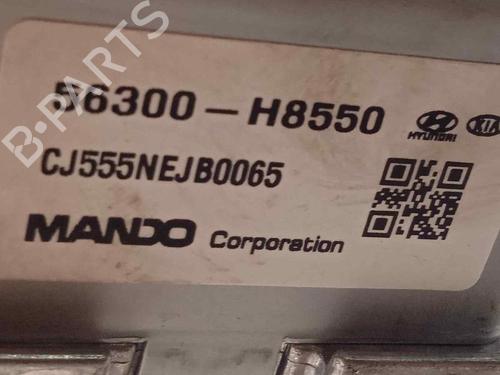 56300-H8550
HYUNDAI
KIA
CJ555NEJB0065
MANDO Corporation
B-PARTS